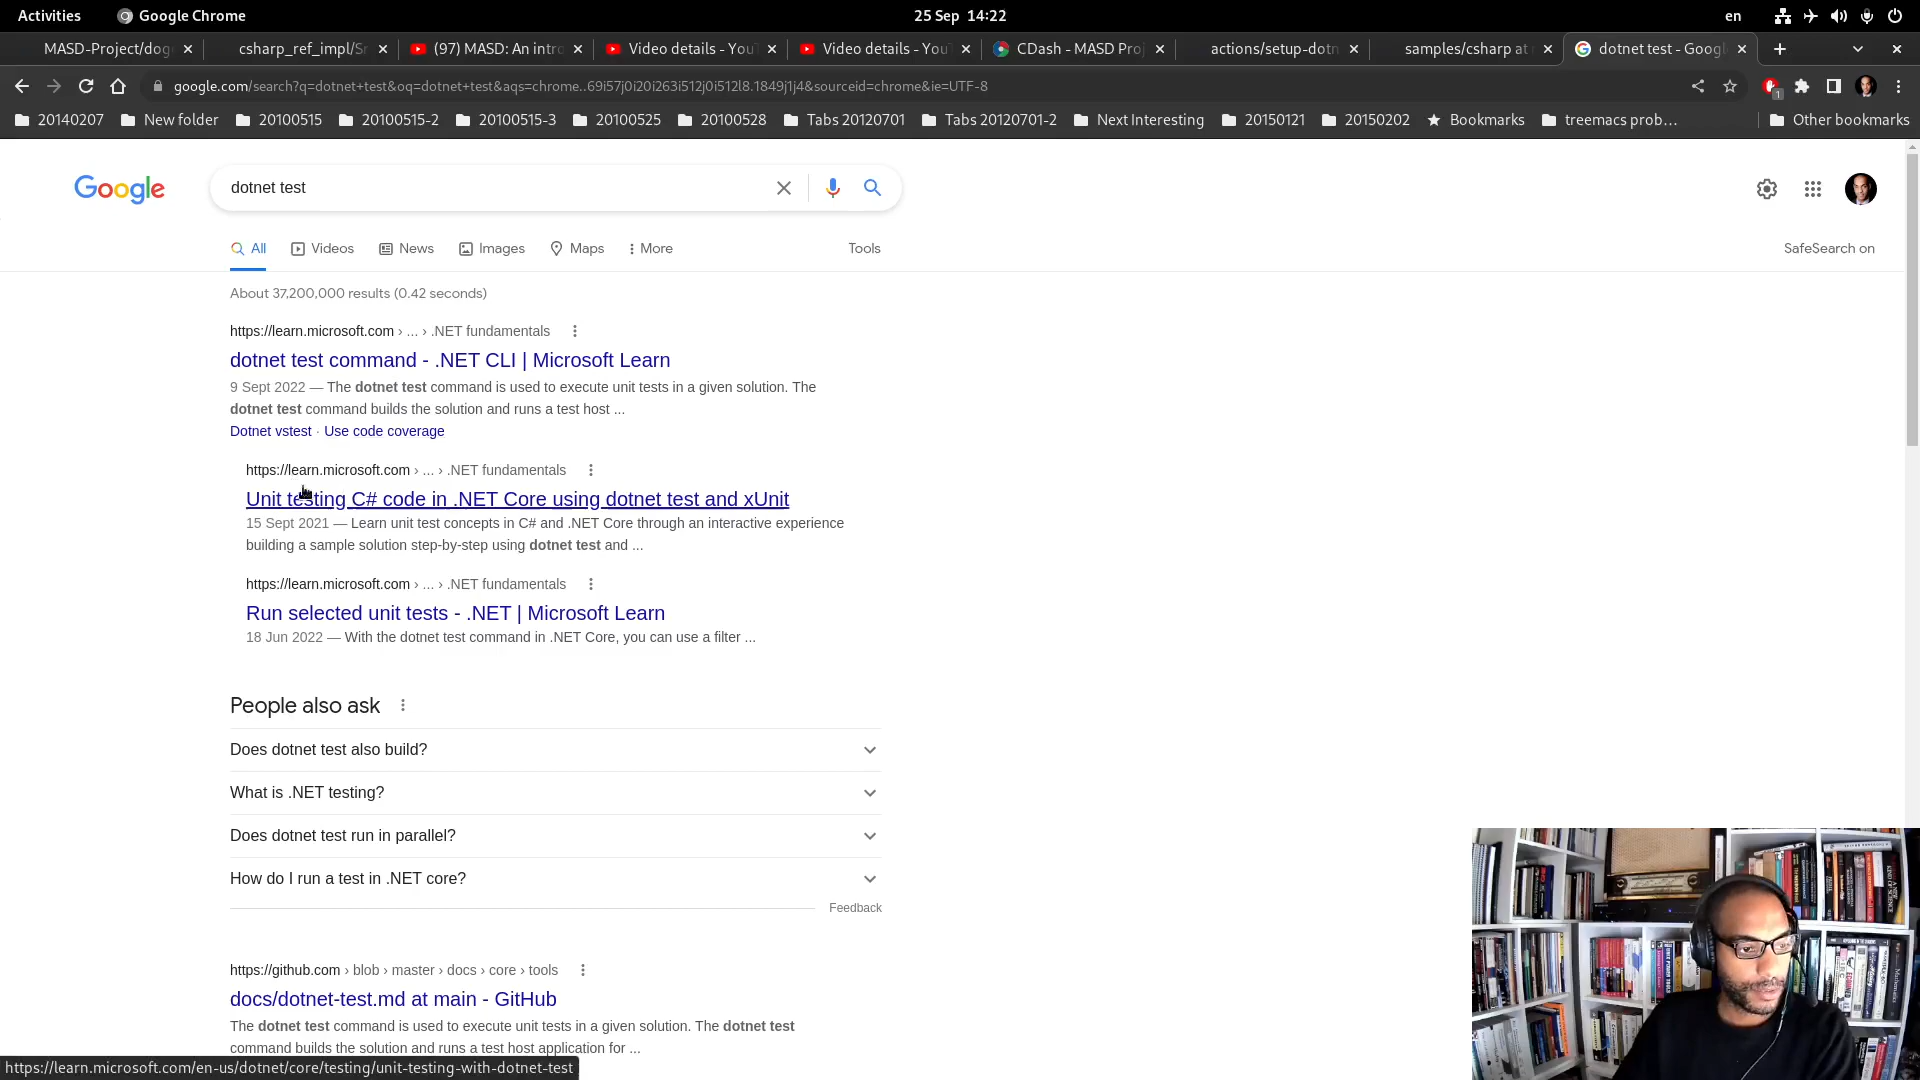 Activities
Google Chrome
25 Sep 14:22
en
MASD-Project/dog
csharp_ref_impl/Sr
(97) MASD: An intro
Video details - You
Video details - You
CDash - MASD Proj
actions/setup-dotn
samples/csharp at
dotnet test - Google
google.com/search?q=dotnet+test&oq=dotnet+test&aqs=chrome..69i57j0i20i263i512j0i512l8.1849j1j4&sourceid=chrome&ie=UTF-8
1
20140207
New folder
20100515
20100515-2
20100515-3
20100525
20100528
Tabs 20120701
Tabs 20120701-2
Next Interesting
20150121
20150202
Bookmarks
treemacs prob…
Other bookmarks
Google
dotnet test
All
Videos
News
Images
Maps
More
Tools
SafeSearch on
About 37,200,000 results (0.42 seconds)
https://learn.microsoft.com › ... › .NET fundamentals
dotnet test command - .NET CLI | Microsoft Learn
9 Sept 2022 — The dotnet test command is used to execute unit tests in a given solution. The
dotnet test command builds the solution and runs a test host ...
Dotnet vstest · Use code coverage
https://learn.microsoft.com › ... › .NET fundamentals
Unit testing C# code in .NET Core using dotnet test and xUnit
15 Sept 2021 — Learn unit test concepts in C# and .NET Core through an interactive experience
building a sample solution step-by-step using dotnet test and ...
https://learn.microsoft.com › ... › .NET fundamentals
Run selected unit tests - .NET | Microsoft Learn
18 Jun 2022 — With the dotnet test command in .NET Core, you can use a filter ...
People also ask
Does dotnet test also build?
What is .NET testing?
Does dotnet test run in parallel?
How do I run a test in .NET core?
Feedback
https://github.com › blob › master › docs › core › tools
docs/dotnet-test.md at main - GitHub
The dotnet test command is used to execute unit tests in a given solution. The dotnet test
command builds the solution and runs a test host application for ...
https://learn.microsoft.com/en-us/dotnet/core/testing/unit-testing-with-dotnet-test